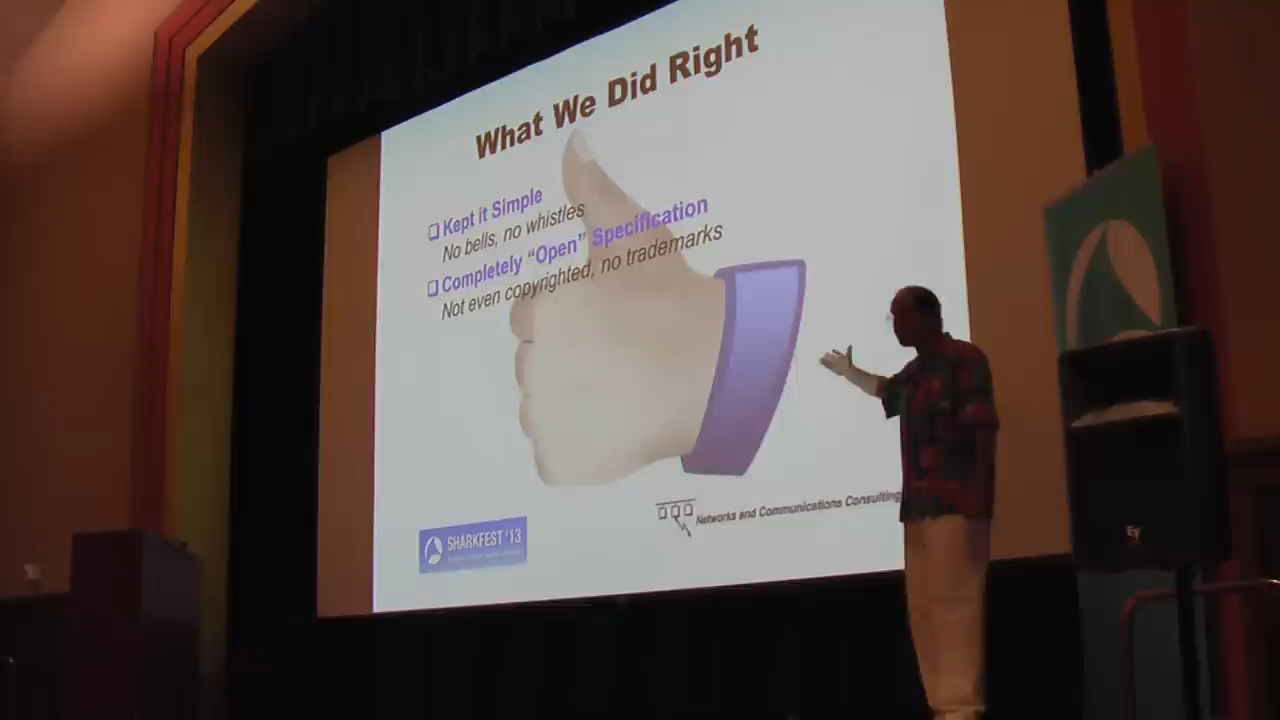 What We Did Right
❑ Kept it Simple
No bells, no whistles
❑ Completely “Open” Specification
Not even copyrighted, no trademarks
Networks and Communications Consulting
SHARKFEST '13
EV